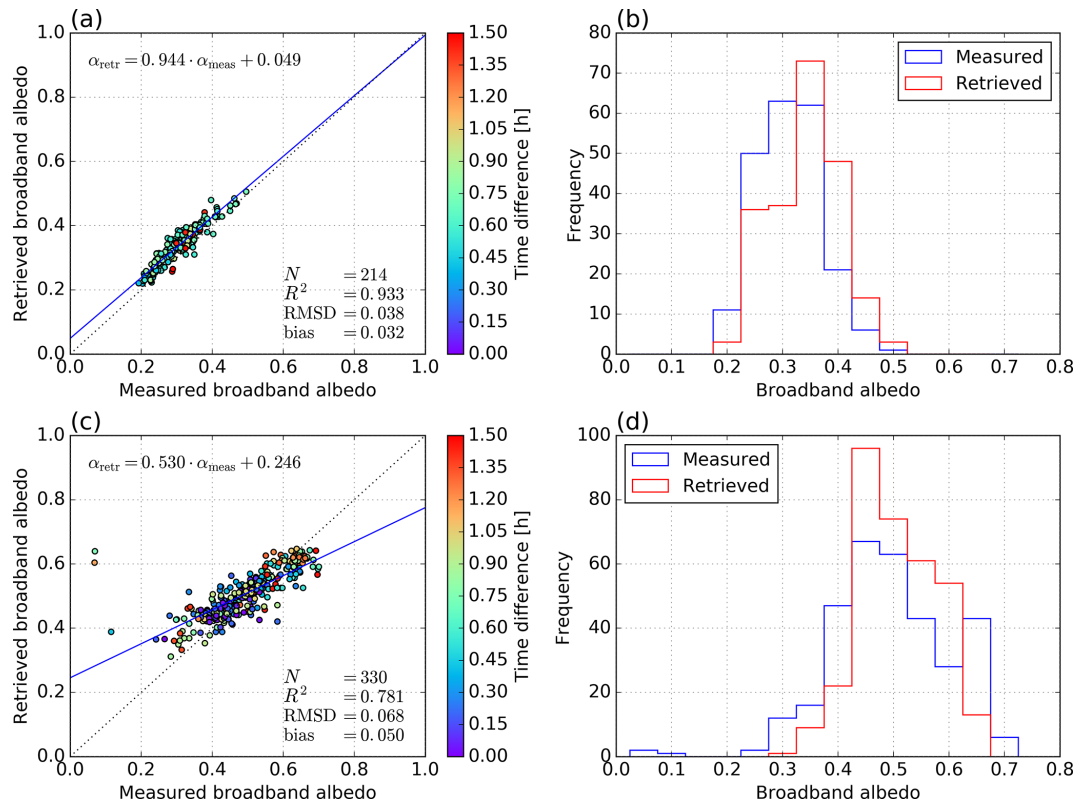 (a)
α_retr = 0.944 · α_meas + 0.049
N = 214
R² = 0.933
RMSD = 0.038
bias = 0.032
Retrieved broadband albedo
1.0
0.8
0.6
0.4
0.2
0.0
0.0 0.2 0.4 0.6 0.8 1.0
Measured broadband albedo
1.50
1.35
1.20
1.05
0.90
0.75
0.60
0.45
0.30
0.15
0.00
Time difference [h]
(b)
Measured
Retrieved
Frequency
80
70
60
50
40
30
20
10
0
0.0 0.1 0.2 0.3 0.4 0.5 0.6 0.7 0.8
Broadband albedo
(c)
α_retr = 0.530 · α_meas + 0.246
N = 330
R² = 0.781
RMSD = 0.068
bias = 0.050
Retrieved broadband albedo
1.0
0.8
0.6
0.4
0.2
0.0
0.0 0.2 0.4 0.6 0.8 1.0
Measured broadband albedo
1.50
1.35
1.20
1.05
0.90
0.75
0.60
0.45
0.30
0.15
0.00
Time difference [h]
(d)
Measured
Retrieved
Frequency
100
80
60
40
20
0
0.0 0.1 0.2 0.3 0.4 0.5 0.6 0.7 0.8
Broadband albedo